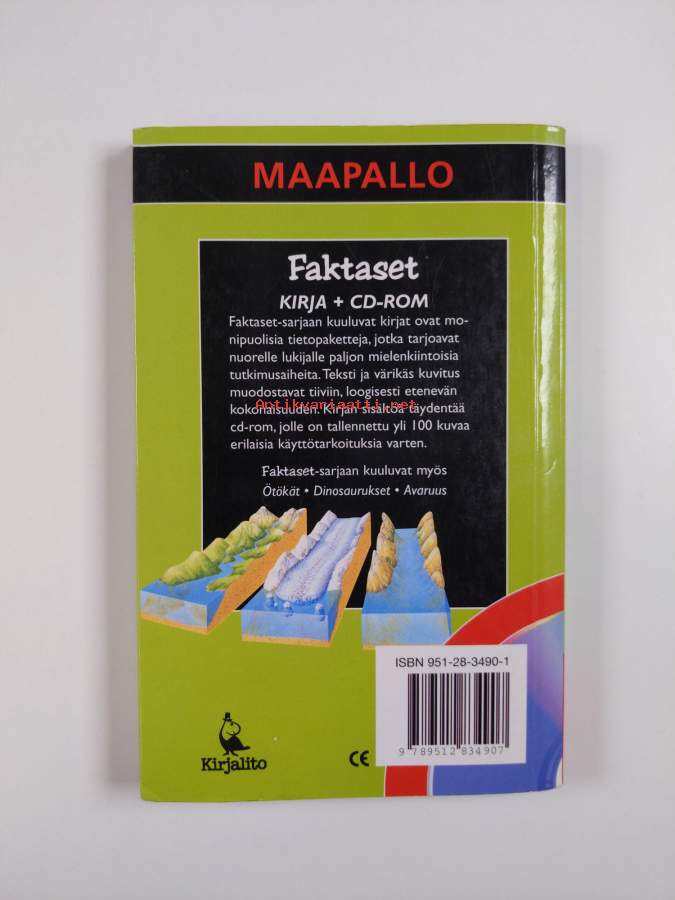 MAAPALLO
Faktaset
KIRJA + CD-ROM
Faktaset-sarjaan kuuluvat kirjat ovat mo-
nipuolisia tietopaketteja, jotka tarjoavat
nuorelle lukijalle paljon mielenkiintoisia
tutkimusaiheita. Teksti ja värikäs kuvitus
muodostavat tiiviin, loogisesti etenevän
Antikvariaatti.net
kokonaisuuden. Kirjan sisältöä täydentää
cd-rom, jolle on tallennettu yli 100 kuvaa
erilaisia käyttötarkoituksia varten.
Faktaset-sarjaan kuuluvat myös
Ötökät • Dinosaurukset • Avaruus
ISBN 951-28-3490-1
9 789512 834907
Kirjalito
CE